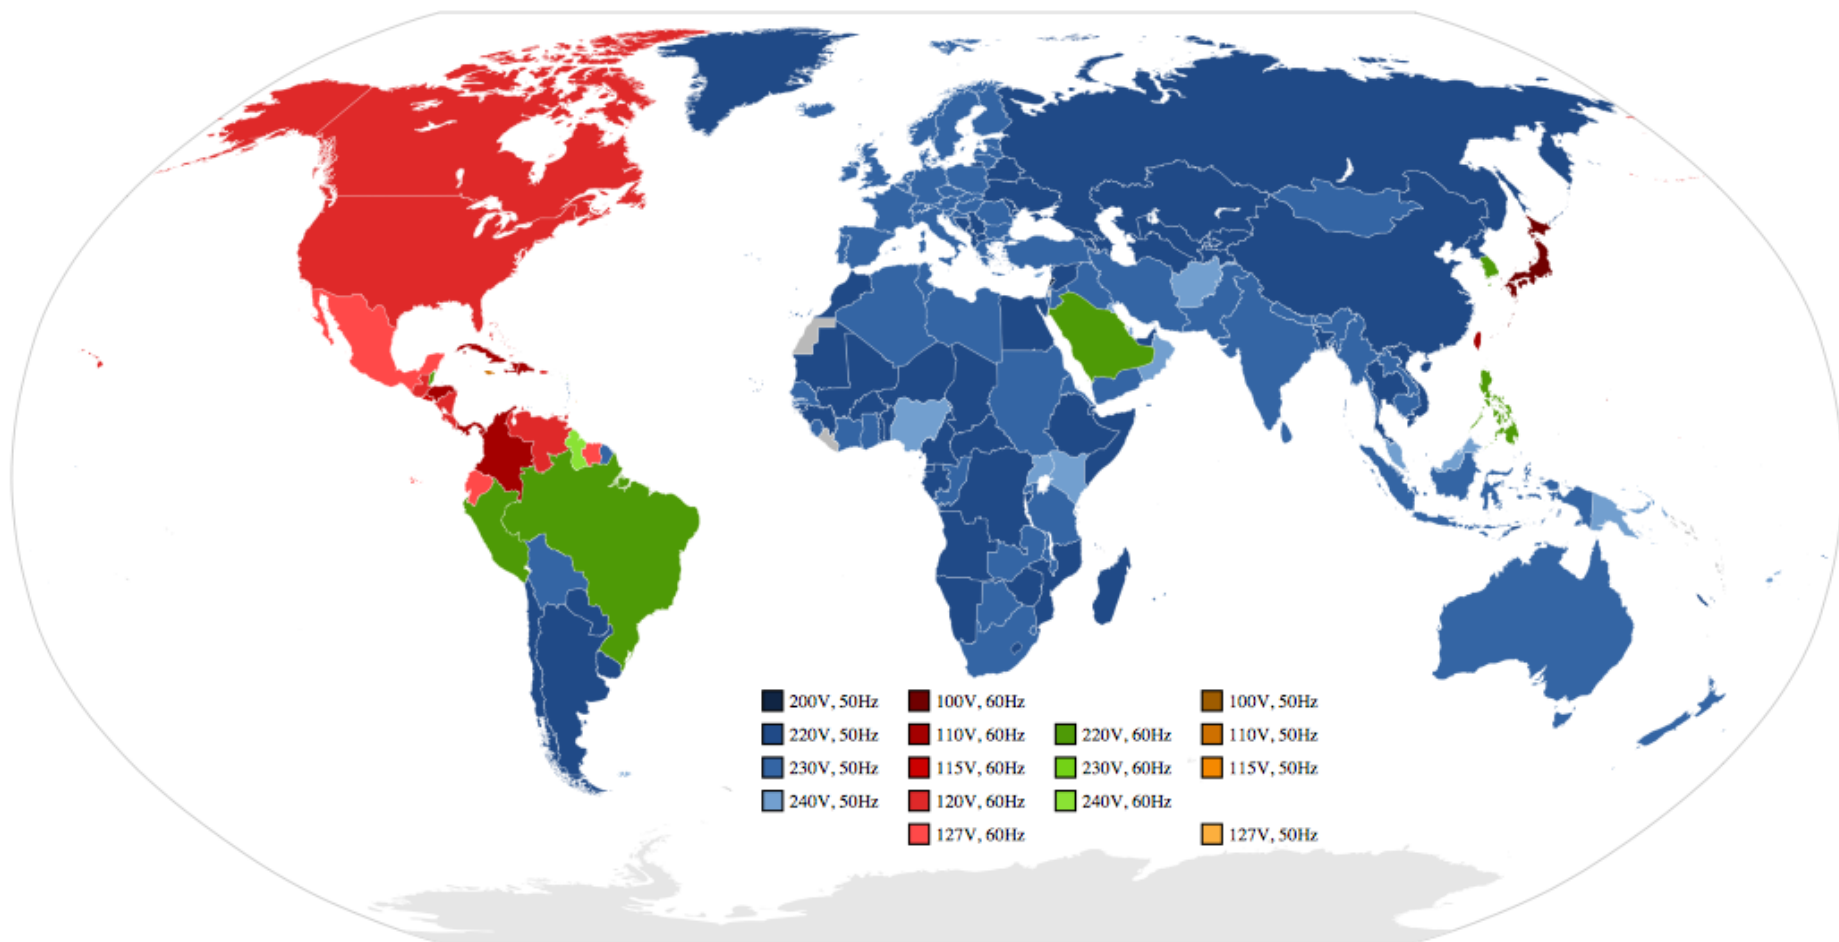 200V, 50Hz
100V, 60Hz
100V, 50Hz
220V, 50Hz
110V, 60Hz
220V, 60Hz
110V, 50Hz
230V, 50Hz
115V, 60Hz
230V, 60Hz
115V, 50Hz
240V, 50Hz
120V, 60Hz
240V, 60Hz
127V, 60Hz
127V, 50Hz